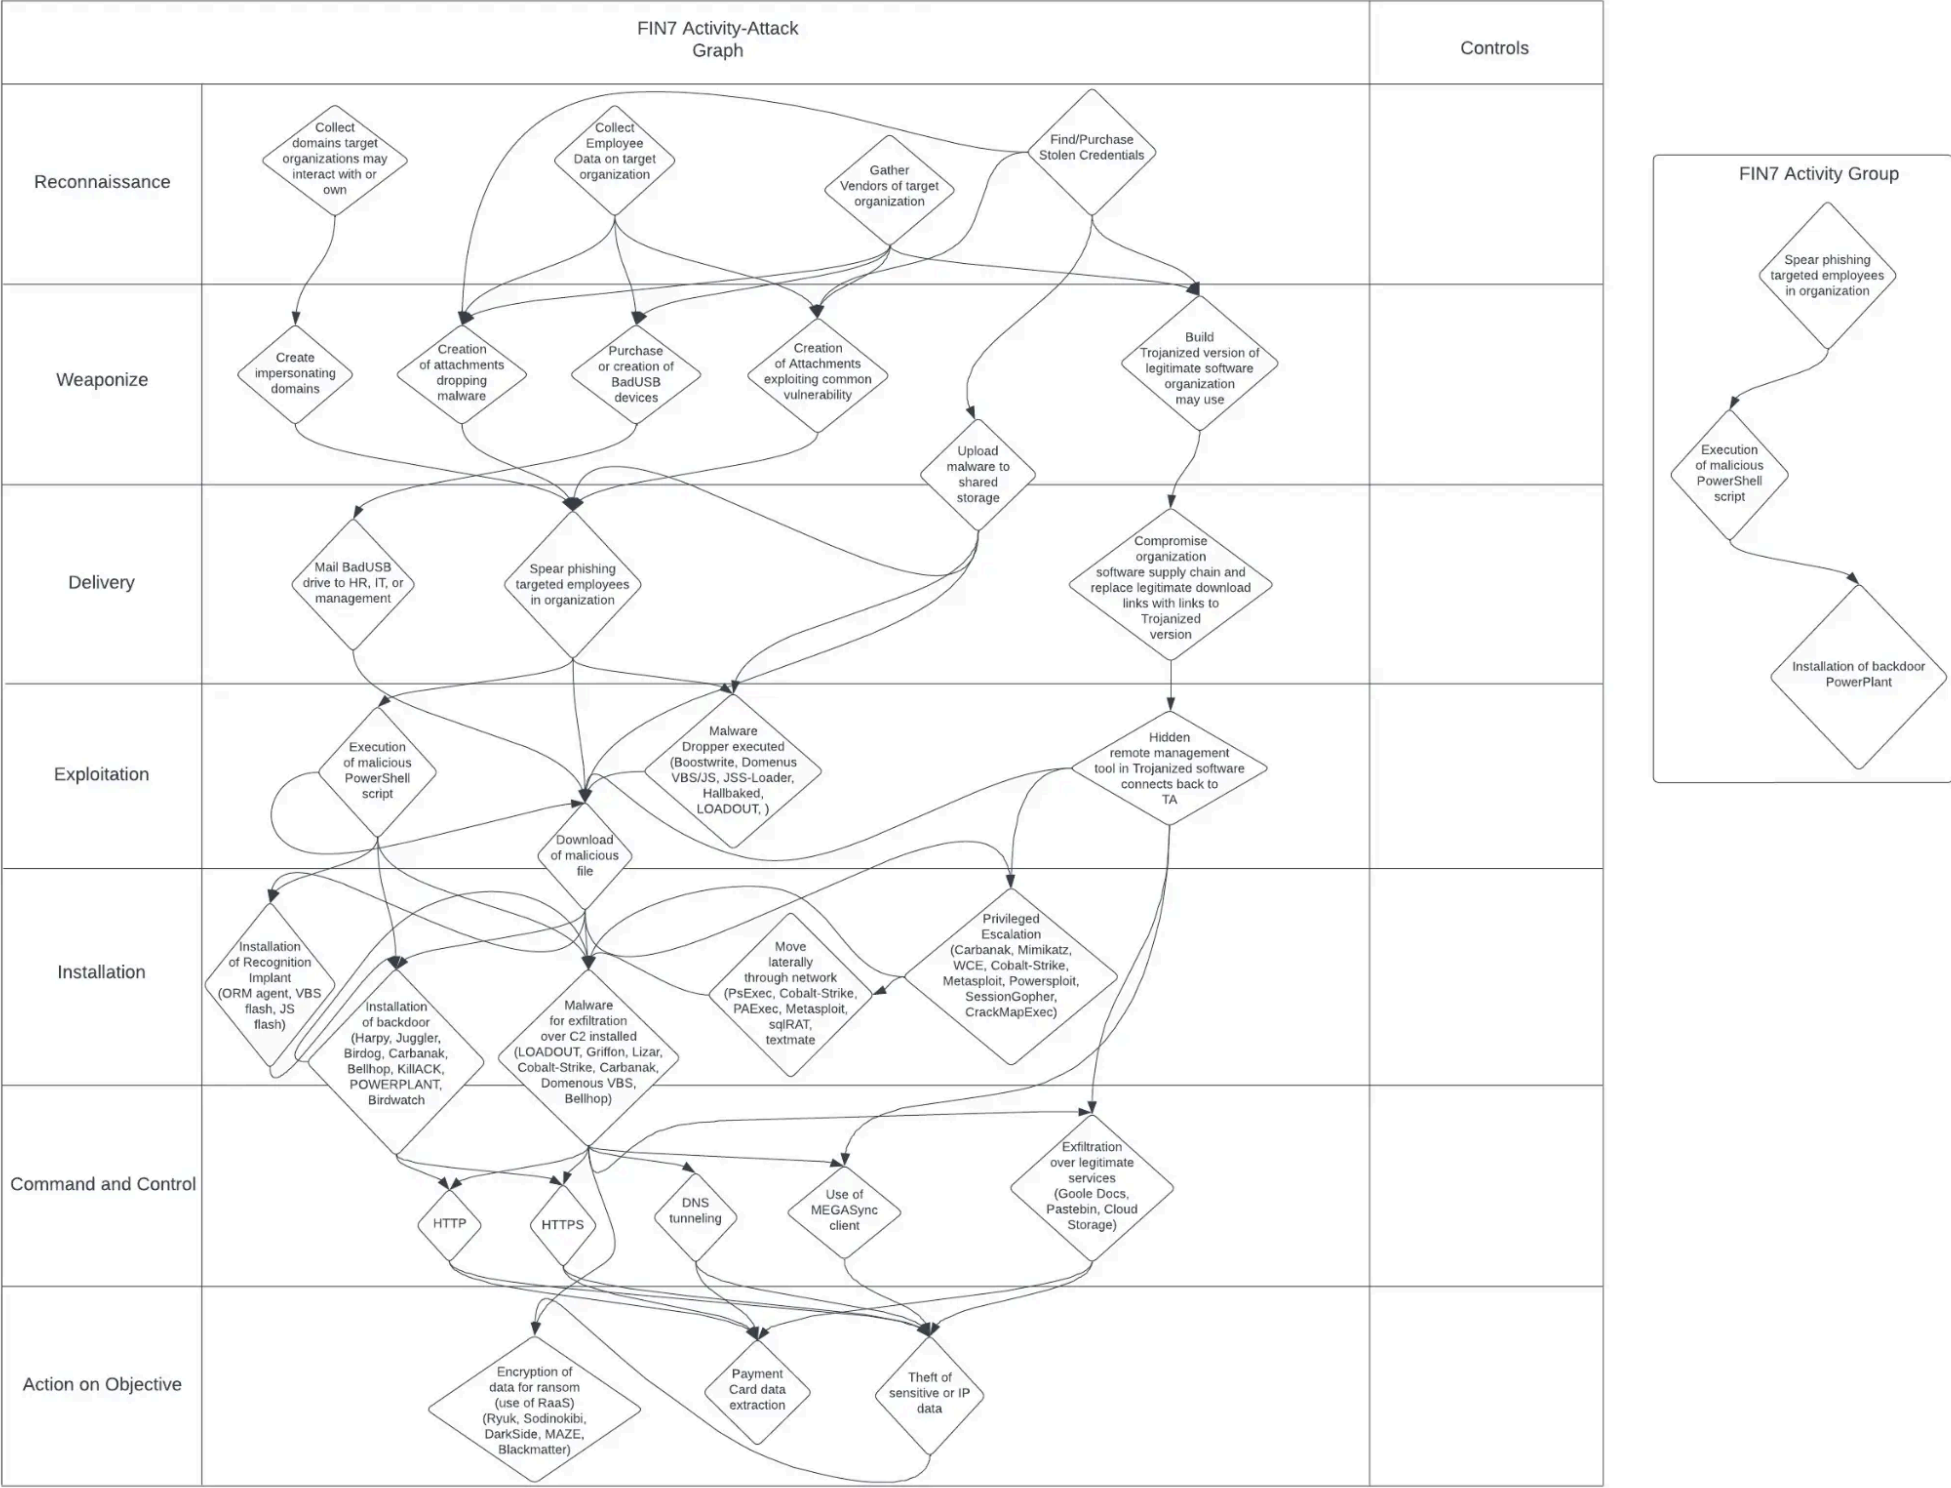 FIN7 Activity-Attack
Graph
Controls
Reconnaissance
Collect
domains target
organizations may
interact with or
own
Collect
Employee
Data on target
organization
Gather
Vendors of target
organization
Find/Purchase
Stolen Credentials
Weaponize
Create
impersonating
domains
Creation
of attachments
dropping
malware
Purchase
or creation of
BadUSB
devices
Creation
of Attachments
exploiting common
vulnerability
Upload
malware to
shared
storage
Build
Trojanized version of
legitimate software
organization
may use
Delivery
Mail BadUSB
drive to HR, IT, or
management
Spear phishing
targeted employees
in organization
Compromise
organization
software supply chain and
replace legitimate download
links with links to
Trojanized
version
Exploitation
Execution
of malicious
PowerShell
script
Download
of malicious
file
Malware
Dropper executed
(Boostwrite, Domenus
VBS/JS, JSS-Loader,
Hallbaked,
LOADOUT, )
Hidden
remote management
tool in Trojanized software
connects back to
TA
Installation
Installation
of Recognition
Implant
(ORM agent, VBS
flash, JS
flash)
Installation
of backdoor
(Harpy, Juggler,
Birdog, Carbanak,
Bellhop, KillACK,
POWERPLANT,
Birdwatch
Malware
for exfiltration
over C2 installed
(LOADOUT, Griffon, Lizar,
Cobalt-Strike, Carbanak,
Domenous VBS,
Bellhop)
Move
laterally
through network
(PsExec, Cobalt-Strike,
PAExec, Metasploit,
sqlRAT,
textmate
Privileged
Escalation
(Carbanak, Mimikatz,
WCE, Cobalt-Strike,
Metasploit, Powersploit,
SessionGopher,
CrackMapExec)
Command and Control
HTTP
HTTPS
DNS
tunneling
Use of
MEGASync
client
Exfiltration
over legitimate
services
(Goole Docs,
Pastebin, Cloud
Storage)
Action on Objective
Encryption of
data for ransom
(use of RaaS)
(Ryuk, Sodinokibi,
DarkSide, MAZE,
Blackmatter)
Payment
Card data
extraction
Theft of
sensitive or IP
data
FIN7 Activity Group
Spear phishing
targeted employees
in organization
Execution
of malicious
PowerShell
script
Installation of backdoor
PowerPlant